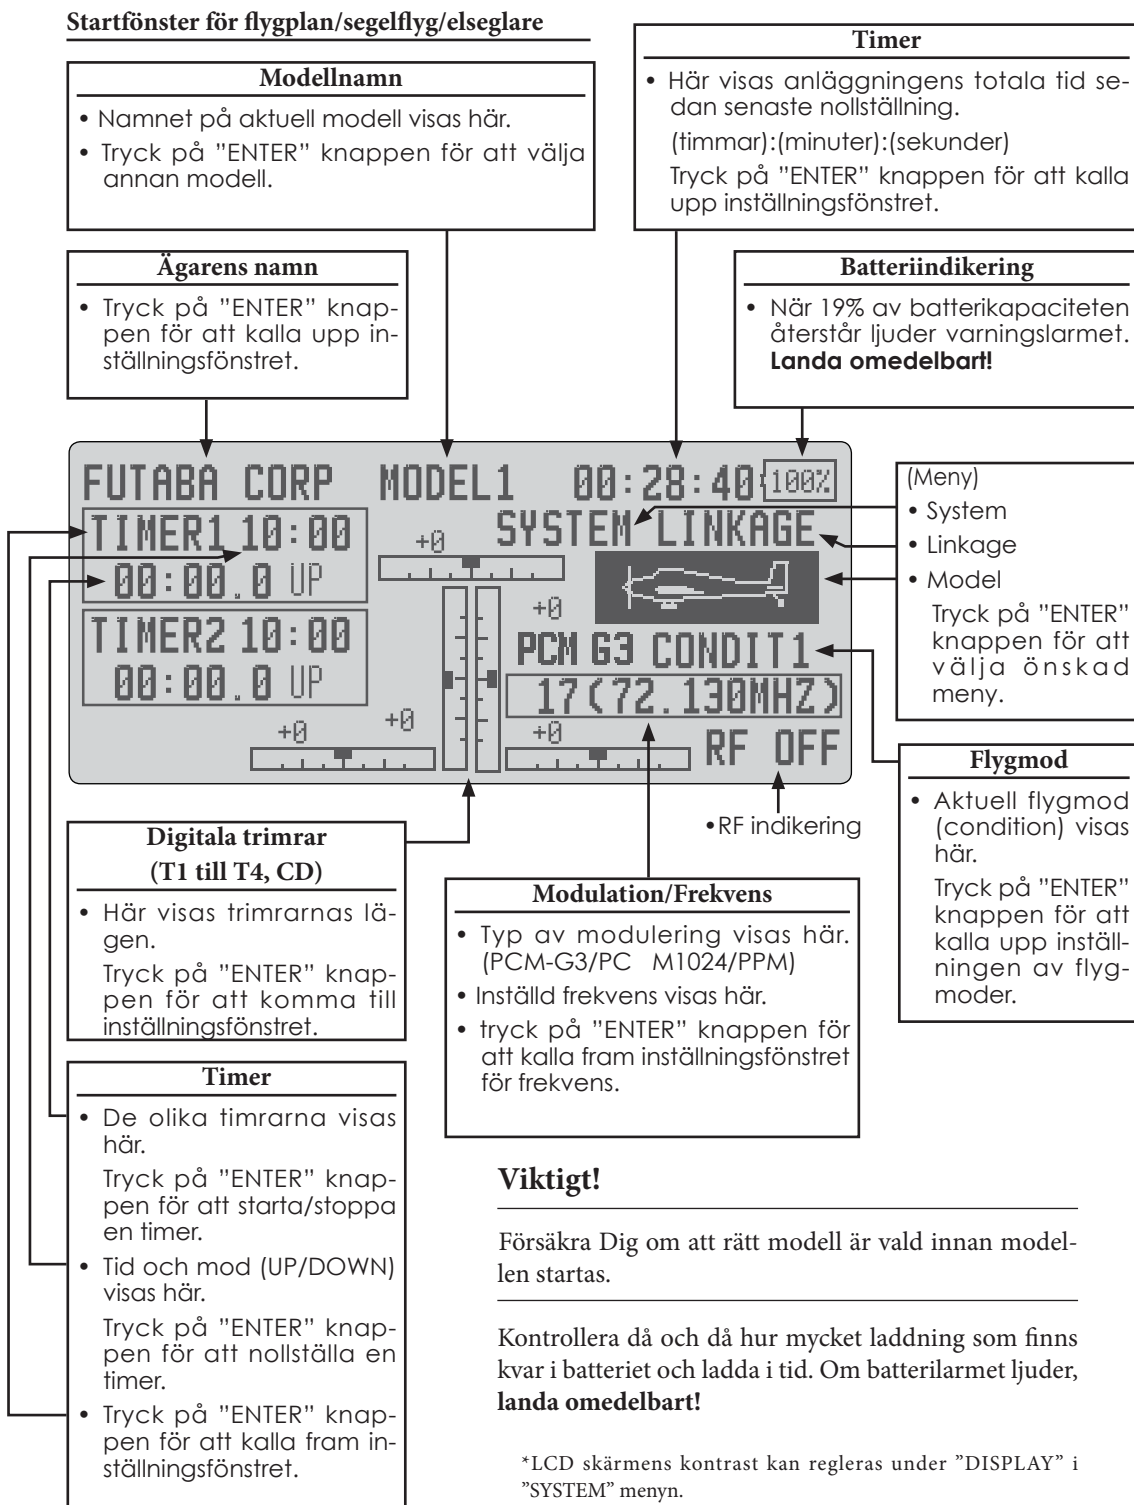 Startfönster för flygplan/segelflyg/elseglare
Modellnamn
• Namnet på aktuell modell visas här.
• Tryck på ”ENTER” knappen för att välja
annan modell.
Timer
• Här visas anläggningens totala tid se-
dan senaste nollställning.
(timmar):(minuter):(sekunder)
Tryck på ”ENTER” knappen för att kalla
upp inställningsfönstret.
Ägarens namn
• Tryck på ”ENTER” knap-
pen för att kalla upp in-
ställningsfönstret.
Batteriindikering
• När 19% av batterikapaciteten
återstår ljuder varningslarmet.
Landa omedelbart!
FUTABA CORP MODEL1 00:28:40 100%
TIMER1 10:00
00:00.0 UP
TIMER2 10:00
00:00.0 UP
+0
SYSTEM LINKAGE
+0
PCM G3 CONDIT1
17(72.130MHZ)
+0
+0
+0
RF OFF
(Meny)
• System
• Linkage
• Model
Tryck på ”ENTER”
knappen för att
välja önskad
meny.
Flygmod
• Aktuell flygmod
(condition) visas
här.
Tryck på ”ENTER”
knappen för att
kalla upp inställ-
ningen av flyg-
moder.
•RF indikering
Digitala trimrar
(T1 till T4, CD)
• Här visas trimrarnas lä-
gen.
Tryck på ”ENTER” knap-
pen för att komma till
inställningsfönstret.
Modulation/Frekvens
• Typ av modulering visas här.
(PCM-G3/PC M1024/PPM)
• Inställd frekvens visas här.
• tryck på ”ENTER” knappen för
att kalla fram inställningsfönstret
för frekvens.
Timer
• De olika timrarna visas
här.
Tryck på ”ENTER” knap-
pen för att starta/stoppa
en timer.
• Tid och mod (UP/DOWN)
visas här.
Tryck på ”ENTER” knap-
pen för att nollställa en
timer.
• Tryck på ”ENTER” knap-
pen för att kalla fram in-
ställningsfönstret.
Viktigt!
Försäkra Dig om att rätt modell är vald innan model-
len startas.
Kontrollera då och då hur mycket laddning som finns
kvar i batteriet och ladda i tid. Om batterilarmet ljuder,
landa omedelbart!
*LCD skärmens kontrast kan regleras under ”DISPLAY” i
”SYSTEM” menyn.